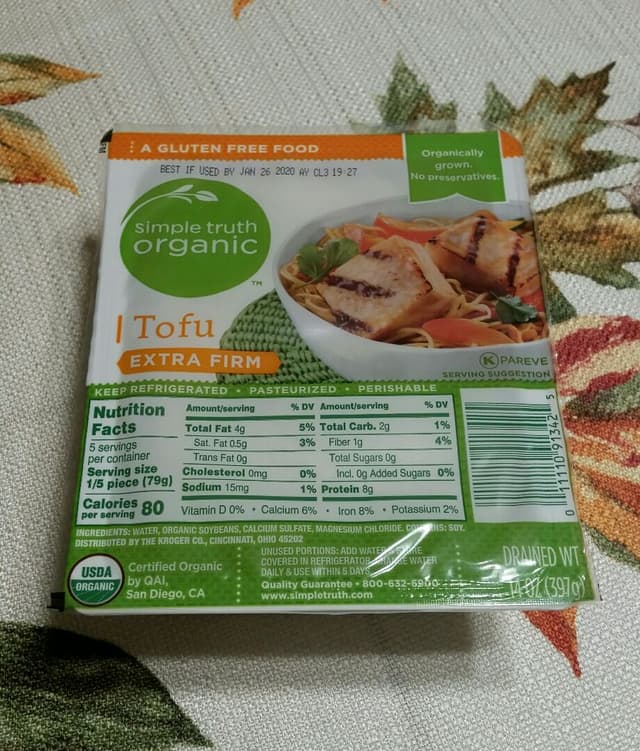 A GLUTEN FREE FOOD
BEST IF USED BY JAN 26 2020 AY CL3 19:27
Organically
grown.
No preservatives.
simple truth
organic
TM
Tofu
EXTRA FIRM
K PAREVE
SERVING SUGGESTION
KEEP REFRIGERATED • PASTEURIZED • PERISHABLE
Nutrition
Facts
5 servings
per container
Serving size
1/5 piece (79g)
Calories
per serving 80
Amount/serving % DV
Total Fat 4g 5%
Sat. Fat 0.5g 3%
Trans Fat 0g
Cholesterol 0mg 0%
Sodium 15mg 1%
Amount/serving % DV
Total Carb. 2g 1%
Fiber 1g 4%
Total Sugars 0g
Incl. 0g Added Sugars 0%
Protein 8g
Vitamin D 0% • Calcium 6% • Iron 8% • Potassium 2%
0 11110 91342 5
INGREDIENTS: WATER, ORGANIC SOYBEANS, CALCIUM SULFATE, MAGNESIUM CHLORIDE. SOY.
DISTRIBUTED BY THE KROGER CO., CINCINNATI, OHIO 45202
USDA
ORGANIC
Certified Organic
by QAI,
San Diego, CA
UNUSED PORTIONS: ADD WATER &
COVERED IN REFRIGERATOR. WATER
DAILY & USE WITHIN 5 DAYS.
Quality Guarantee • 800-632-6900
www.simpletruth.com
DRAINED WT
14 OZ (397g)